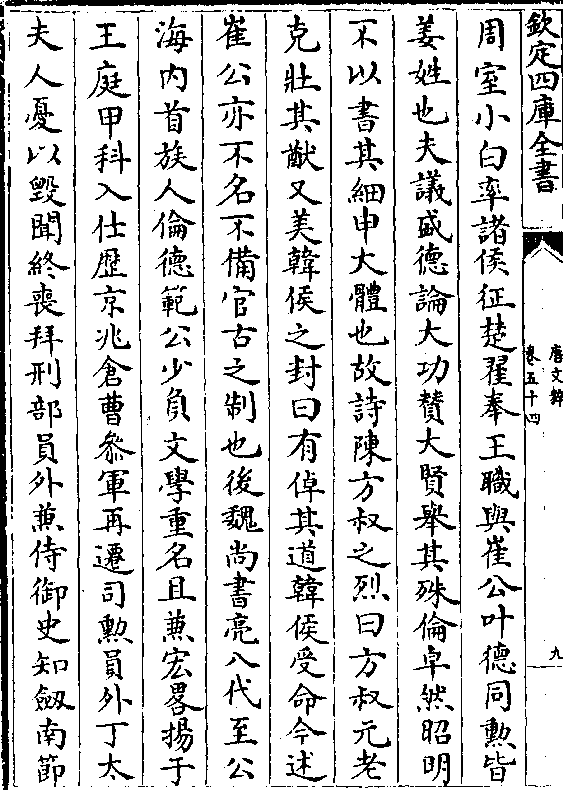 欽定四庫全書
唐文粹
卷五十四
九
周室小白率諸侯征楚翟奉王職與崔公叶德同勲皆
姜姓也夫議盛德論大功賛大賢舉其殊倫卓然昭明
不以書其細申大體也故詩陳方叔之烈曰方叔元老
克壯其猷又美韓侯之封曰有倬其道韓侯受命今述
崔公亦不名不備官古之制也後魏尚書亮八代至公
海内首族人倫德範公少負文學重名且兼宏畧揚于
王庭甲科入仕歴京兆倉曹叅軍再遷司勲員外丁太
夫人憂以毁聞終喪拜刑部員外兼侍御史知劔南節